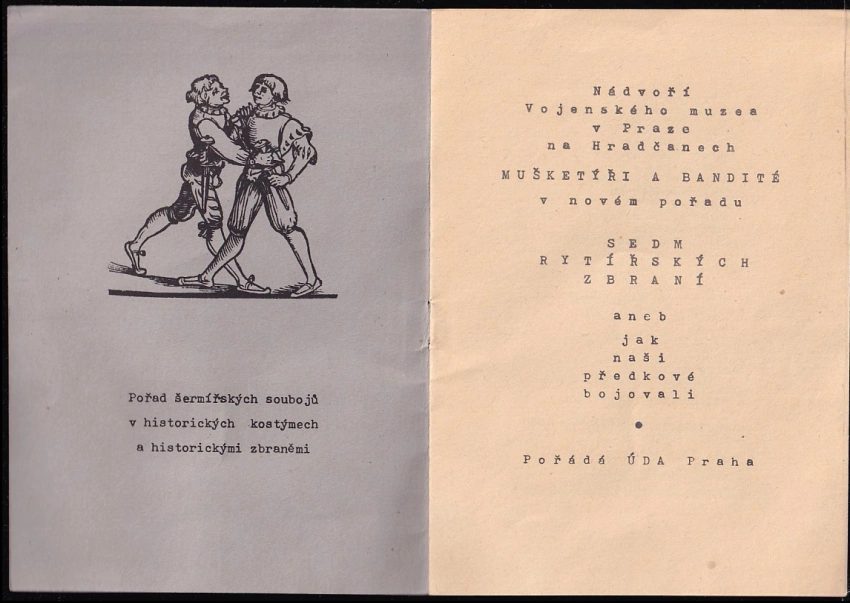 Pořad šermířských soubojů
v historických kostýmech
a historickými zbraněmi
Nádvoří
Vojenského muzea
v Praze
na Hradčanech
MUŠKETÝŘI A BANDITÉ
v novém pořadu
SEDM
RYTÍŘSKÝCH
ZBRANÍ
aneb
jak
naši
předkové
bojovali
Pořádá ÚDA Praha